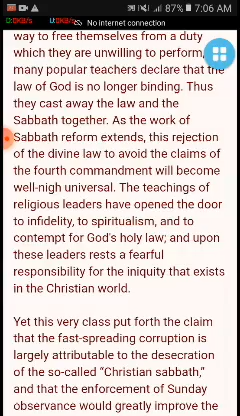 0:0KB/s U:0KB/s 4G 87% 7:06 AM
No internet connection
way to free themselves from a duty
which they are unwilling to perform,
many popular teachers declare that the
law of God is no longer binding. Thus
they cast away the law and the
Sabbath together. As the work of
Sabbath reform extends, this rejection
of the divine law to avoid the claims of
the fourth commandment will become
well-nigh universal. The teachings of
religious leaders have opened the door
to infidelity, to spiritualism, and to
contempt for God's holy law; and upon
these leaders rests a fearful
responsibility for the iniquity that exists
in the Christian world.
Yet this very class put forth the claim
that the fast-spreading corruption is
largely attributable to the desecration
of the so-called “Christian sabbath,”
and that the enforcement of Sunday
observance would greatly improve the